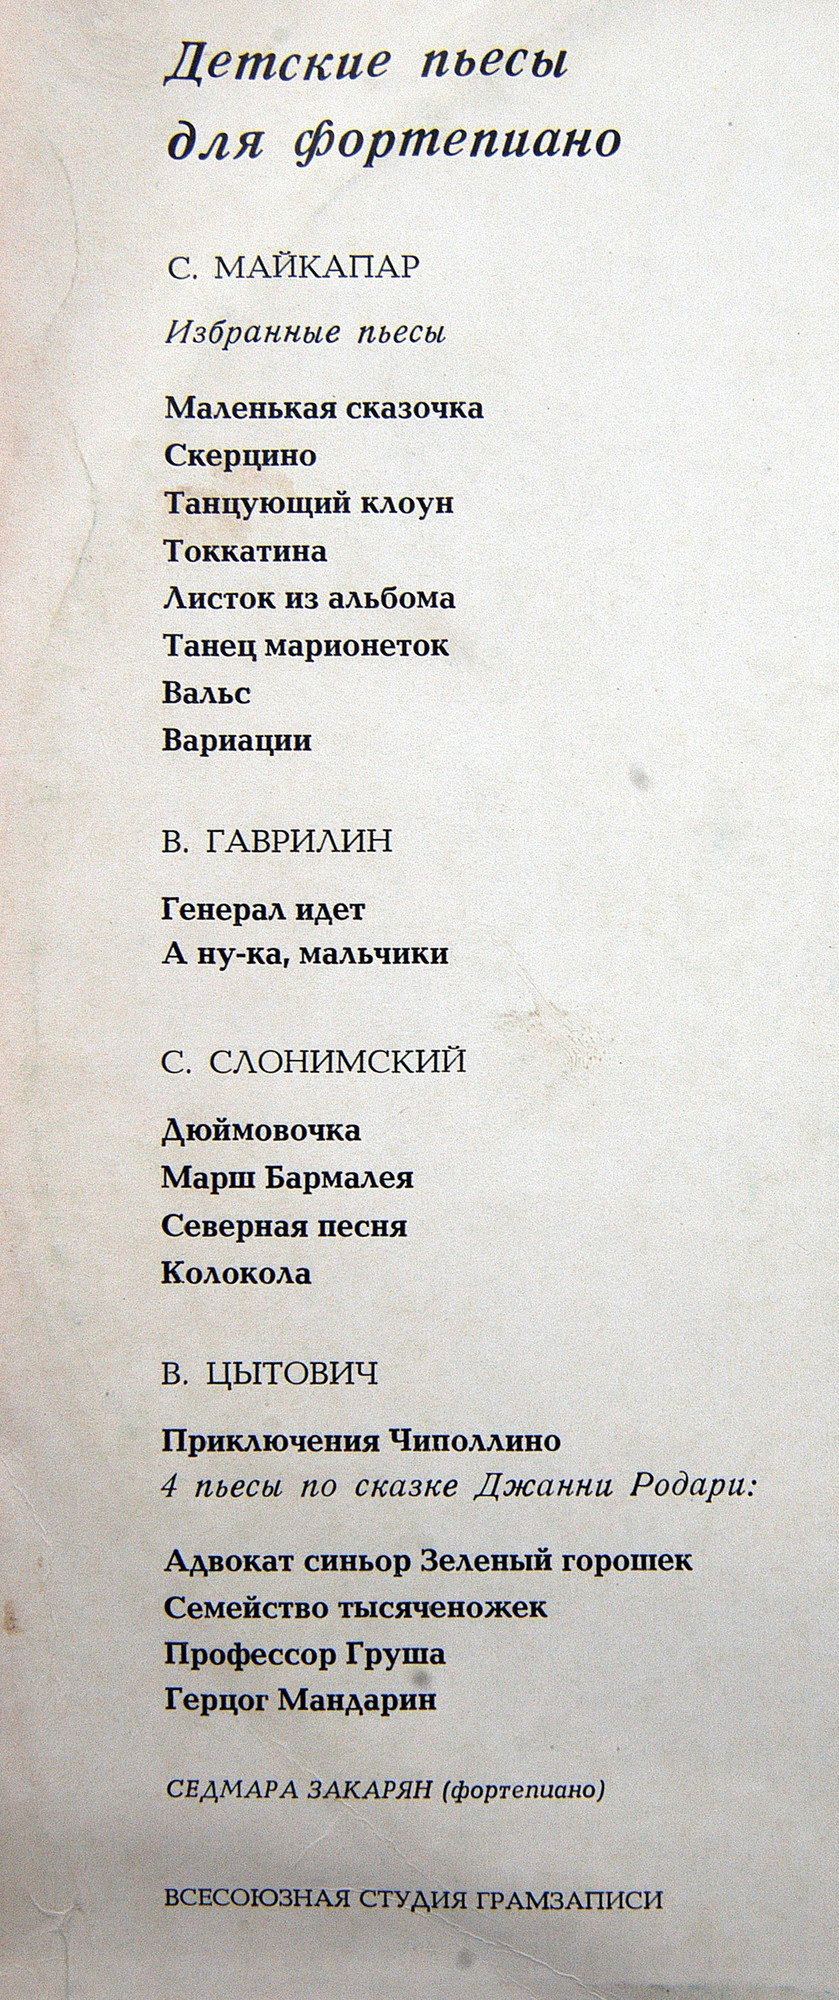 Детские пьесы
для фортепиано
С. МАЙКАПАР
Избранные пьесы
Маленькая сказочка
Скерцино
Танцующий клоун
Токкатина
Листок из альбома
Танец марионеток
Вальс
Вариации
В. ГАВРИЛИН
Генерал идет
А ну-ка, мальчики
С. СЛОНИМСКИЙ
Дюймовочка
Марш Бармалея
Северная песня
Колокола
В. ЦЫТОВИЧ
Приключения Чиполлино
4 пьесы по сказке Джанни Родари:
Адвокат синьор Зеленый горошек
Семейство тысяченожек
Профессор Груша
Герцог Мандарин
СЕДМАРА ЗАКАРЯН (фортепиано)
ВСЕСОЮЗНАЯ СТУДИЯ ГРАМЗАПИСИ